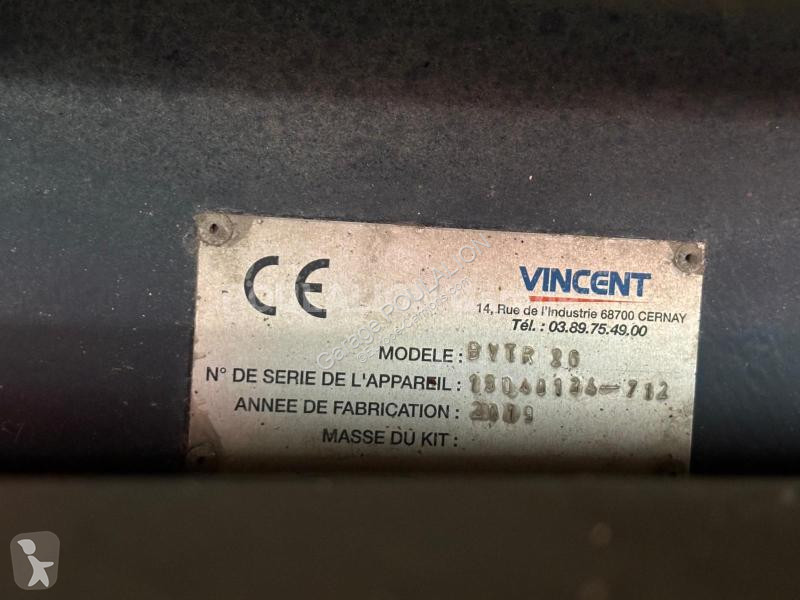 CE
VINCENT
14, Rue de l'Industrie 68700 CERNAY
Tél. : 03.89.75.49.00
MODELE :
N° DE SERIE DE L'APPAREIL :
ANNEE DE FABRICATION : 2019
MASSE DU KIT :